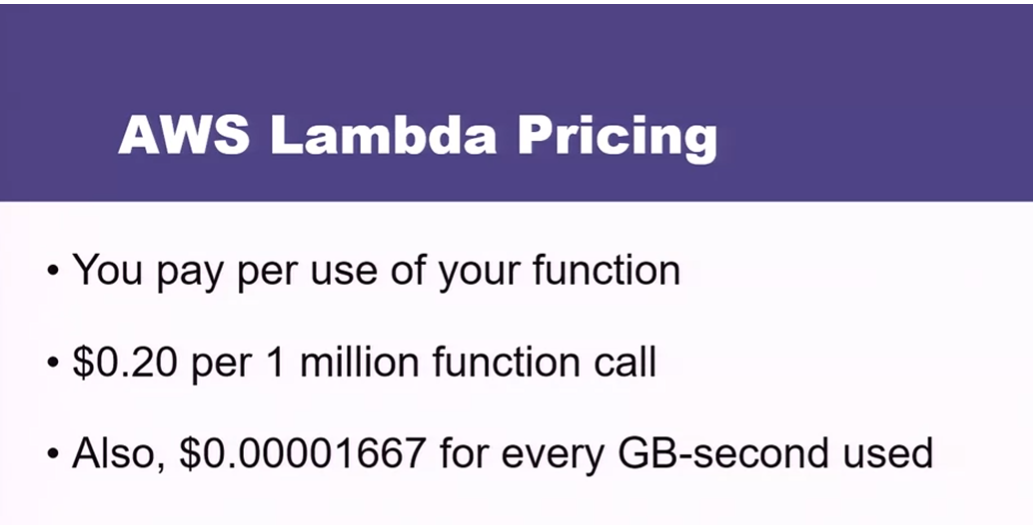 AWS Lambda Pricing
• You pay per use of your function
• $0.20 per 1 million function call
• Also, $0.00001667 for every GB-second used